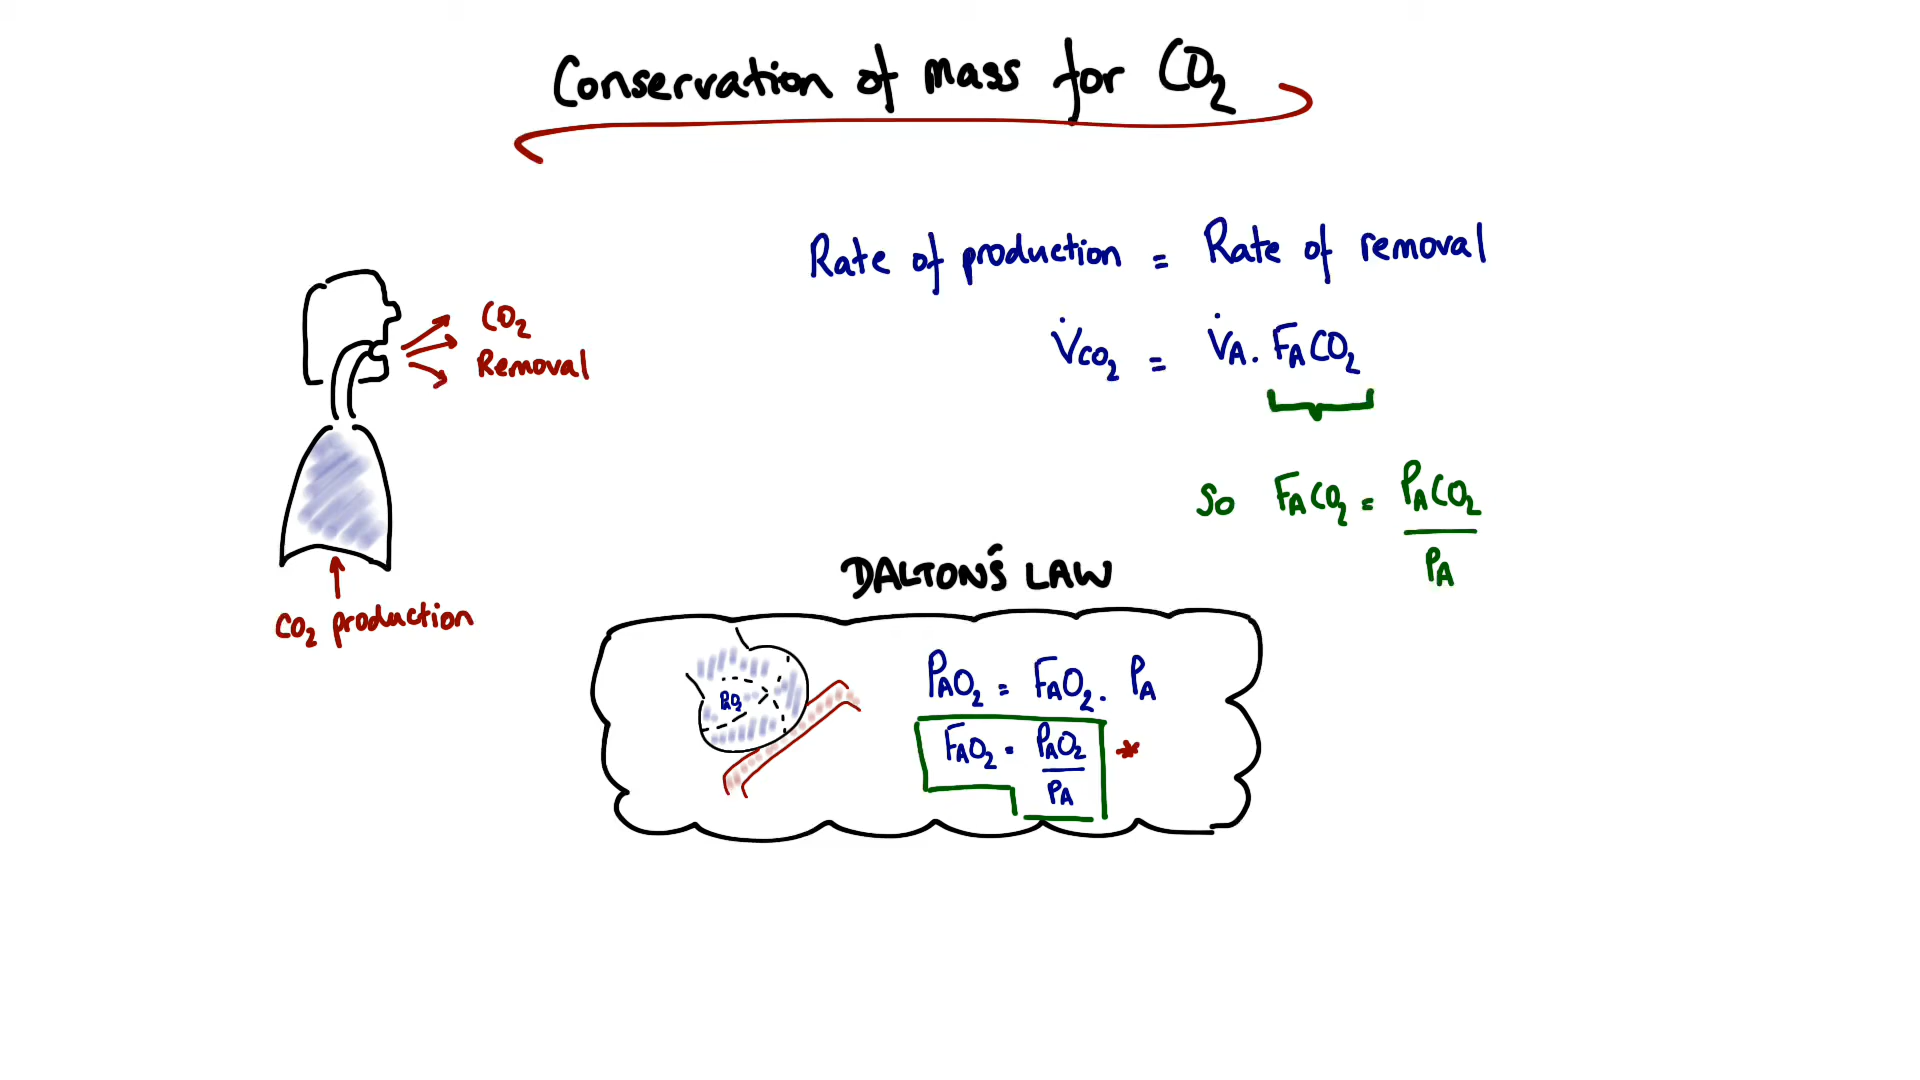 Conservation of mass for CO₂
Rate of production = Rate of removal
V̇CO₂ = V̇A . FACO₂
CO₂
Removal
So FACO₂ = PACO₂ / PA
CO₂ production
DALTON'S LAW
PAO₂ = FAO₂ . PA
PAO₂
FAO₂ = PAO₂ / PA *